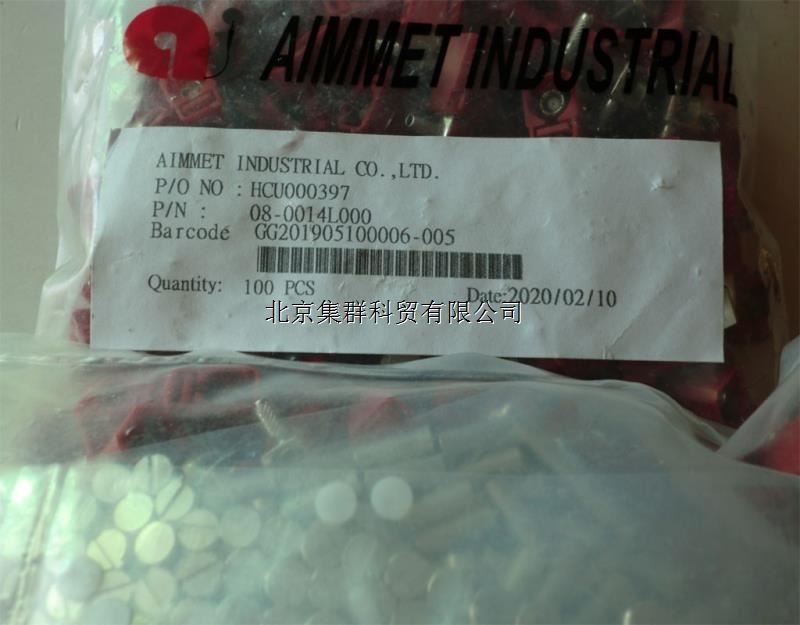 AIMMET INDUSTRIAL
AIMMET INDUSTRIAL CO.,LTD.
P/O NO : HCU000397
P/N : 08-0014L000
Barcode GG201905100006-005
Quantity: 100 PCS Date:2020/02/10
北京集群科贸有限公司